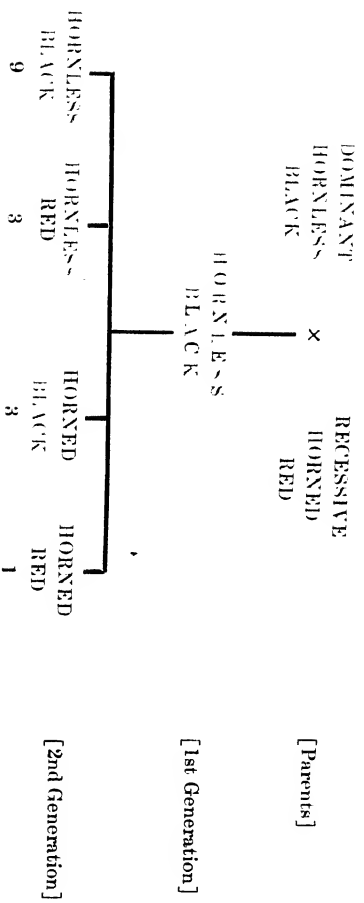 DOMINANT
HORNLESS
BLACK
×
RECESSIVE
HORNED
RED
[Parents]
HORNLESS
BLACK
[1st Generation]
HORNLESS
BLACK
9
HORNLESS
RED
3
HORNED
BLACK
3
HORNED
RED
1
[2nd Generation]